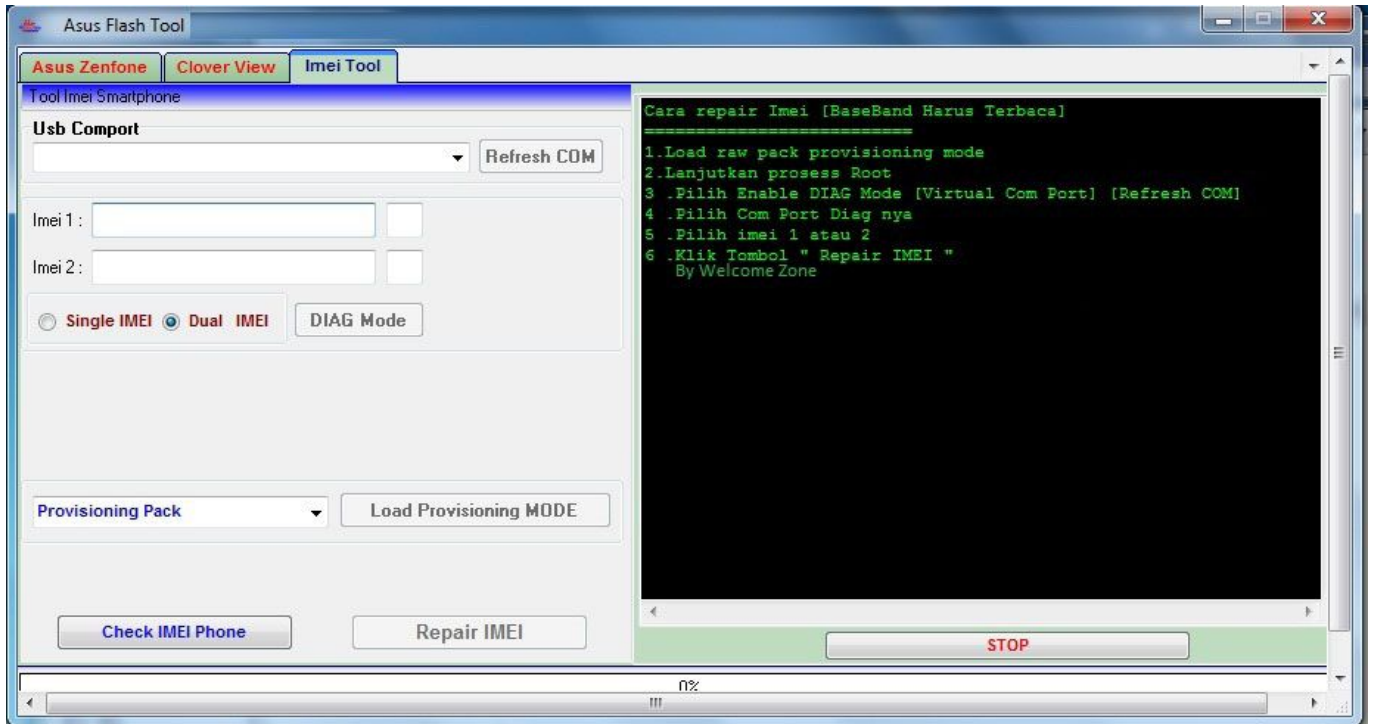 Asus Flash Tool
Asus Zenfone
Clover View
Imei Tool
Tool Imei Smartphone
Usb Comport
Refresh COM
Imei 1 :
Imei 2 :
Single IMEI
Dual IMEI
DIAG Mode
Provisioning Pack
Load Provisioning MODE
Check IMEI Phone
Repair IMEI
Cara repair Imei [BaseBand Harus Terbaca]
===========================
1.Load raw pack provisioning mode
2.Lanjutkan prosess Root
3 .Pilih Enable DIAG Mode [Virtual Com Port] [Refresh COM]
4 .Pilih Com Port Diag nya
5 .Pilih imei 1 atau 2
6 .Klik Tombol " Repair IMEI "
By Welcome Zone
STOP
0%